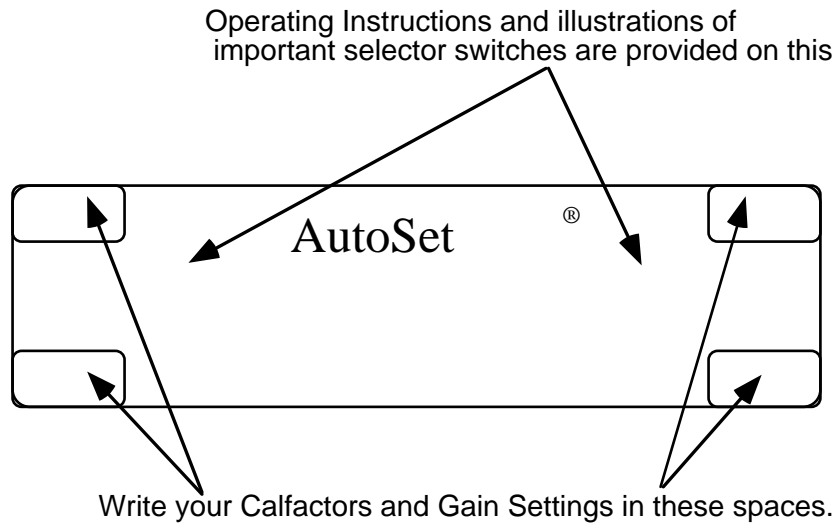 Operating Instructions and illustrations of
important selector switches are provided on this
AutoSet ®
Write your Calfactors and Gain Settings in these spaces.